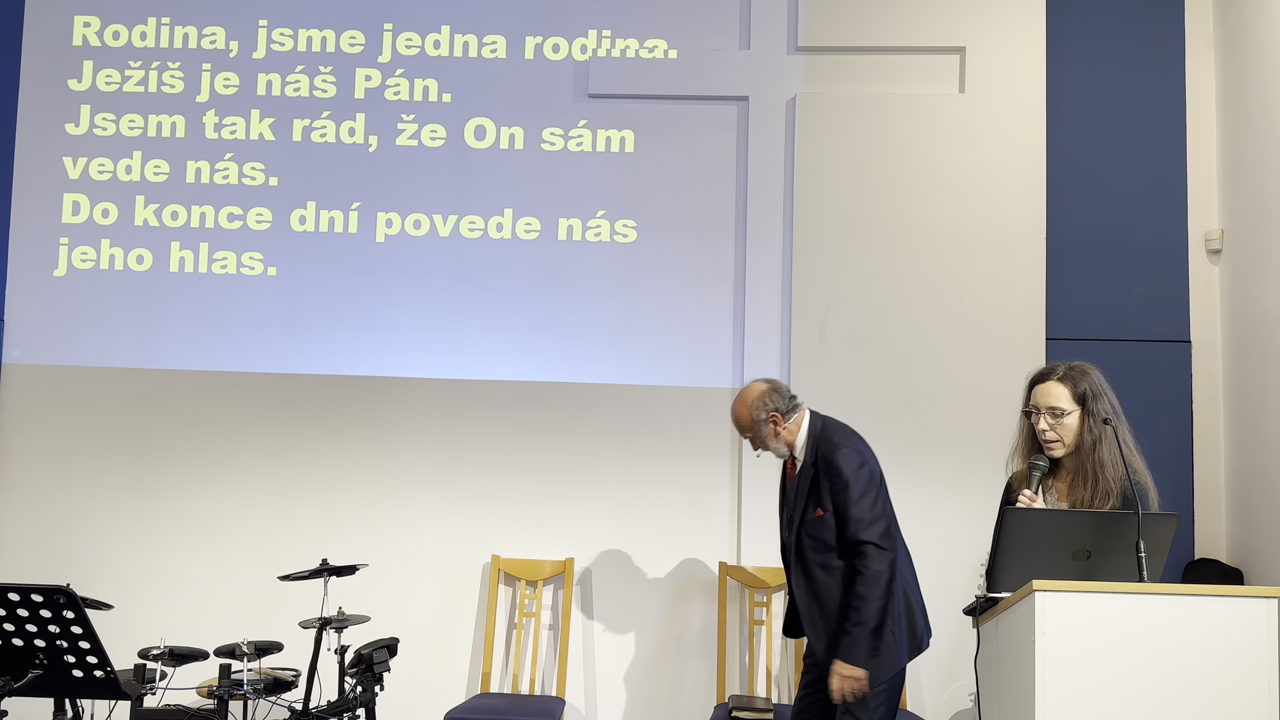 Rodina, jsme jedna rodina.
Ježíš je náš Pán.
Jsem tak rád, že On sám
vede nás.
Do konce dní povede nás
jeho hlas.